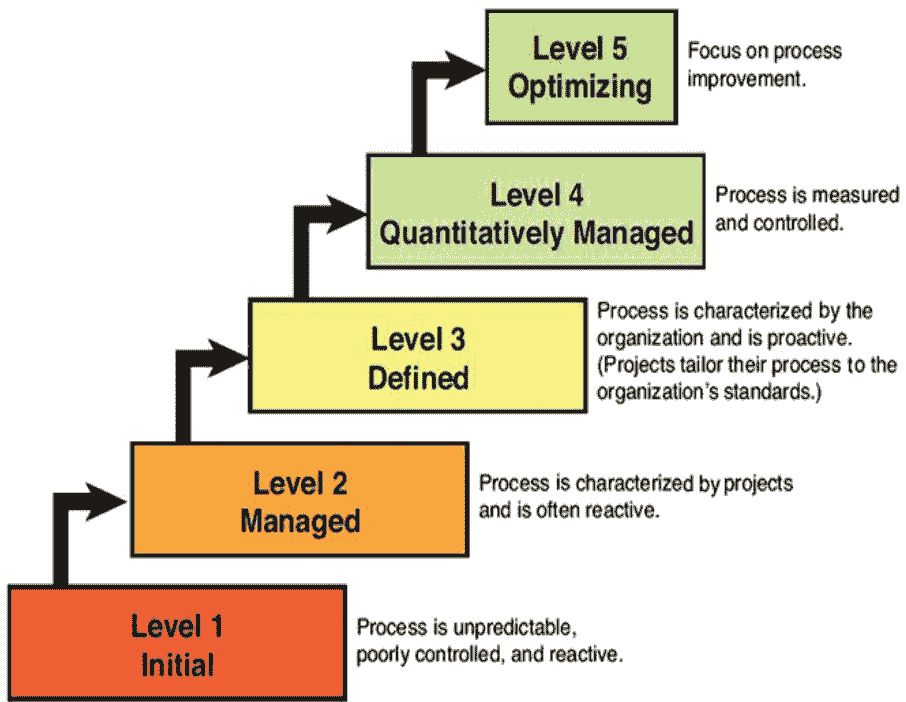 Level 5
Optimizing
Focus on process
improvement.
Level 4
Quantitatively Managed
Process is measured
and controlled.
Level 3
Defined
Process is characterized by the
organization and is proactive.
(Projects tailor their process to the
organization's standards.)
Level 2
Managed
Process is characterized by projects
and is often reactive.
Level 1
Initial
Process is unpredictable,
poorly controlled, and reactive.